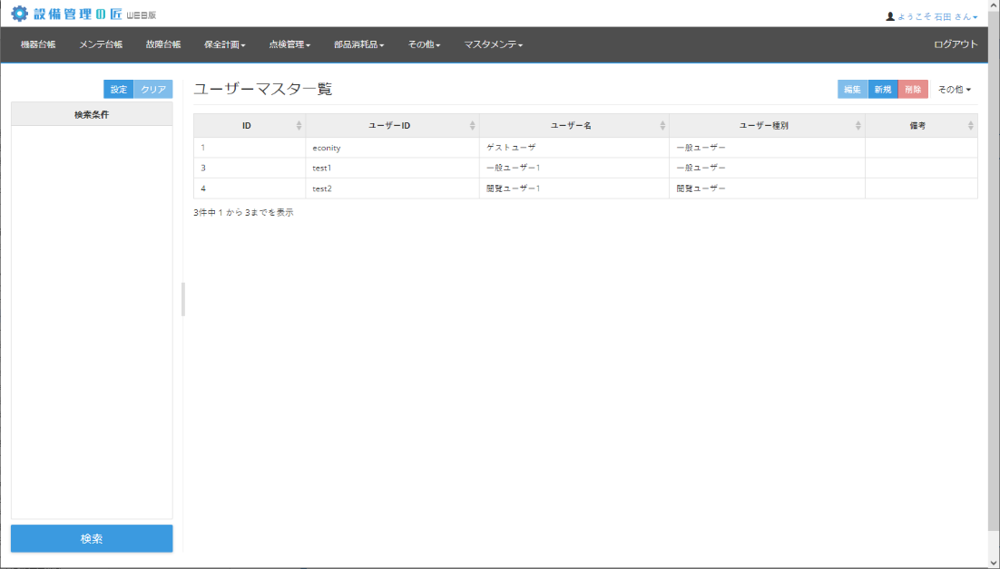 設備管理の匠 WEB版
ようこそ 石田 さん
機器台帳 メンテ台帳 故障台帳 保全計画 点検管理 部品消耗品 その他 マスタメンテ ログアウト
設定 クリア
検索条件
検索
ユーザーマスタ一覧
編集 新規 削除 その他
ID ユーザーID ユーザー名 ユーザー種別 備考
1 econity ゲストユーザ 一般ユーザー
3 test1 一般ユーザー1 一般ユーザー
4 test2 閲覧ユーザー1 閲覧ユーザー
3件中 1 から 3までを表示